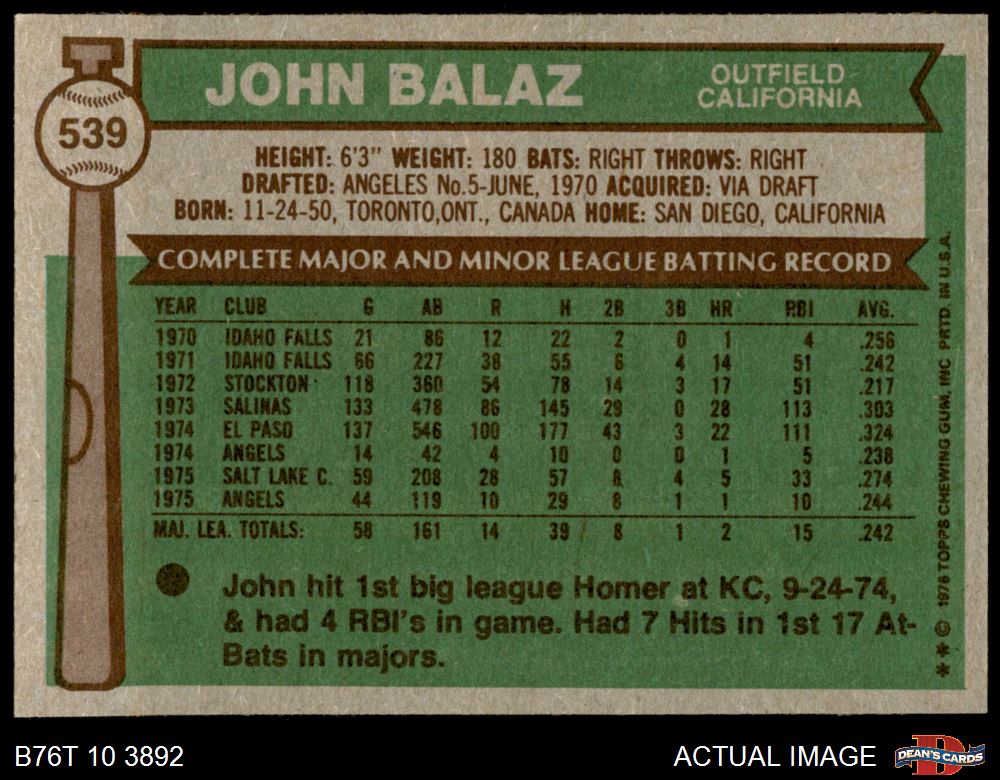 539
JOHN BALAZ
OUTFIELD
CALIFORNIA
HEIGHT: 6'3" WEIGHT: 180 BATS: RIGHT THROWS: RIGHT
DRAFTED: ANGELES No.5-JUNE, 1970 ACQUIRED: VIA DRAFT
BORN: 11-24-50, TORONTO,ONT., CANADA HOME: SAN DIEGO, CALIFORNIA
COMPLETE MAJOR AND MINOR LEAGUE BATTING RECORD
YEAR CLUB G AB R H 2B 3B HR RBI AVG.
1970 IDAHO FALLS 21 86 12 22 2 0 1 4 .256
1971 IDAHO FALLS 66 227 38 55 6 4 14 51 .242
1972 STOCKTON 118 360 54 78 14 3 17 51 .217
1973 SALINAS 133 478 86 145 29 0 28 113 .303
1974 EL PASO 137 546 100 177 43 3 22 111 .324
1974 ANGELS 14 42 4 10 0 0 1 5 .238
1975 SALT LAKE C. 59 208 28 57 8 4 5 33 .274
1975 ANGELS 44 119 10 29 8 1 1 10 .244
MAJ. LEA. TOTALS: 58 161 14 39 8 1 2 15 .242
John hit 1st big league Homer at KC, 9-24-74,
& had 4 RBI's in game. Had 7 Hits in 1st 17 At-
Bats in majors.
** © 1976 TOPPS CHEWING GUM, INC PRTD. IN U.S.A.
B76T 10 3892
ACTUAL IMAGE
DEAN'S CARDS